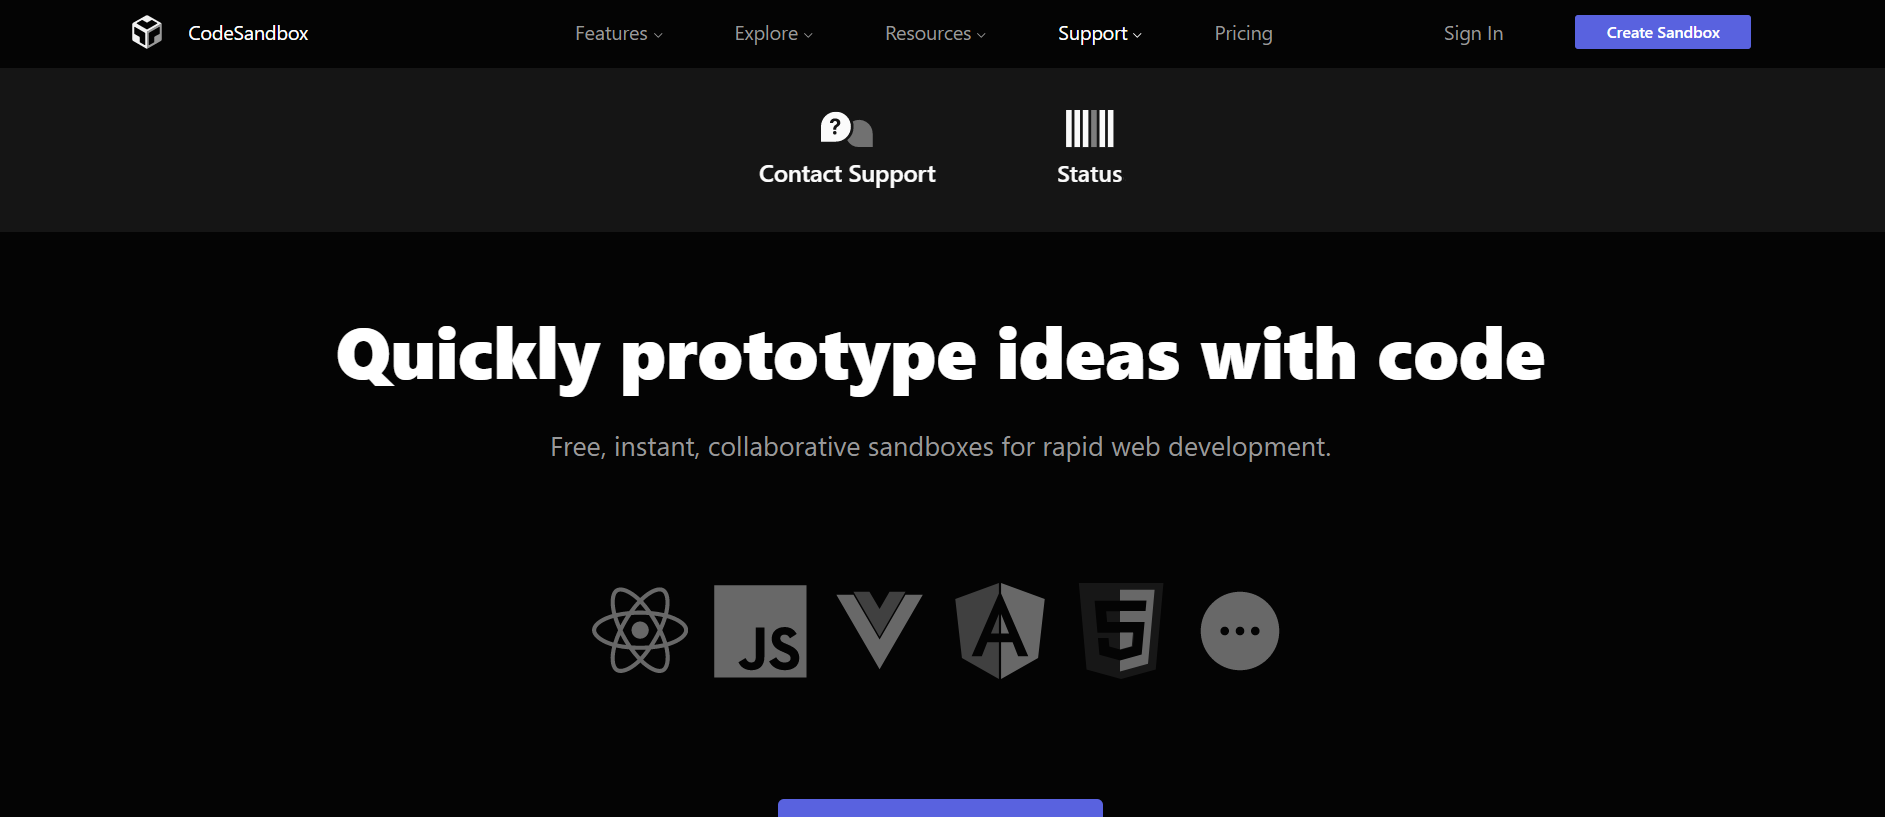 CodeSandbox Features Explore Resources Support Pricing Sign In Create Sandbox
?
Contact Support Status
Quickly prototype ideas with code
Free, instant, collaborative sandboxes for rapid web development.
JS A 5